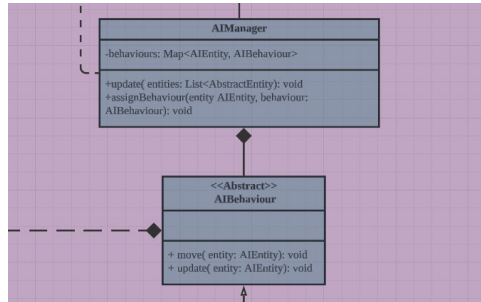 AIManager
-behaviours: Map<AIEntity, AIBehaviour>
+update( entities: List<AbstractEntity): void
+assignBehaviour(entity AIEntity, behaviour:
AIBehaviour): void
<<Abstract>>
AIBehaviour
+ move( entity: AIEntity): void
+ update( entity: AIEntity): void